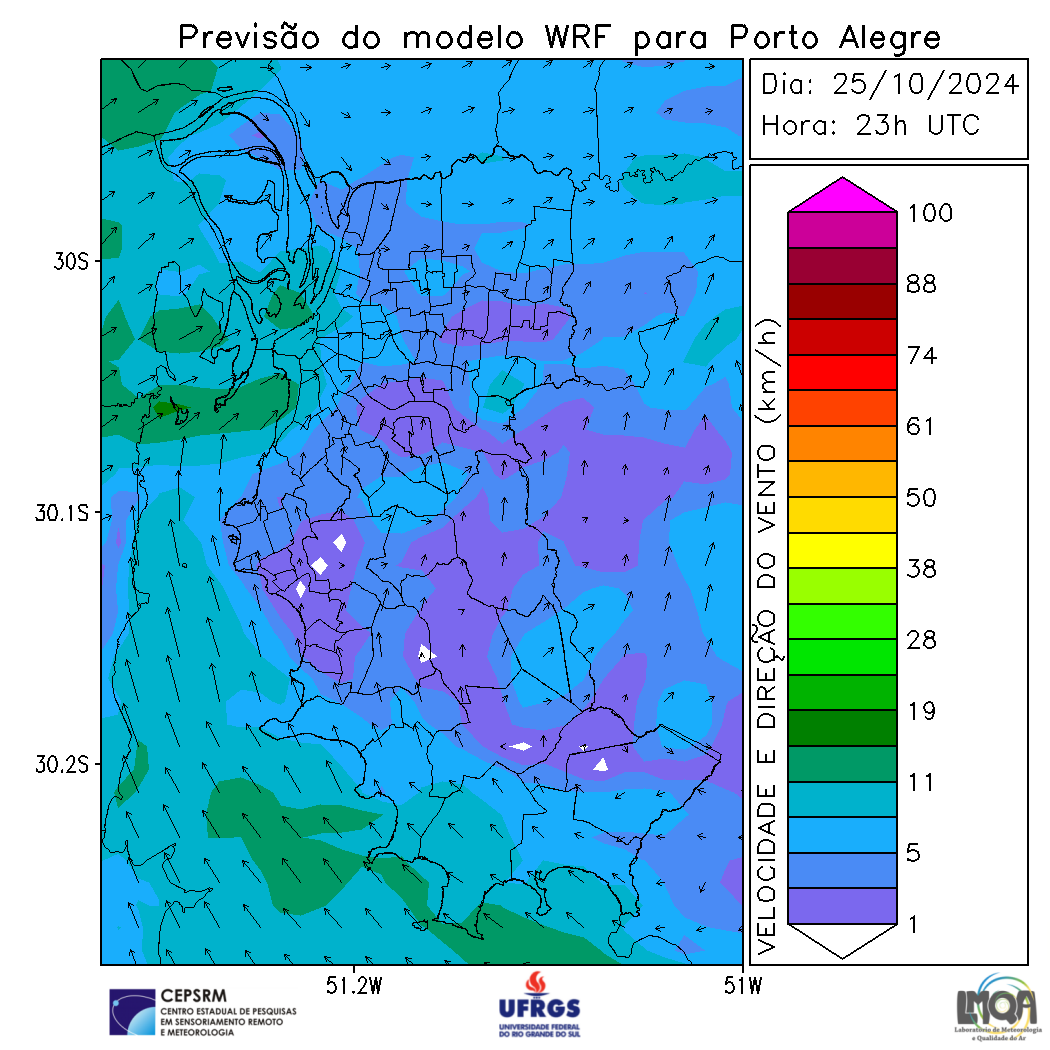 Previsão do modelo WRF para Porto Alegre
Dia: 25/10/2024
Hora: 23h UTC
30S
30.1S
30.2S
51.2W
51W
VELOCIDADE E DIREÇÃO DO VENTO (km/h)
100
88
74
61
50
38
28
19
11
5
1
CEPSRM
CENTRO ESTADUAL DE PESQUISAS
EM SENSORIAMENTO REMOTO
E METEOROLOGIA
UFRGS
UNIVERSIDADE FEDERAL
DO RIO GRANDE DO SUL
LMQA
Laboratório de Meteorologia
e Qualidade do Ar